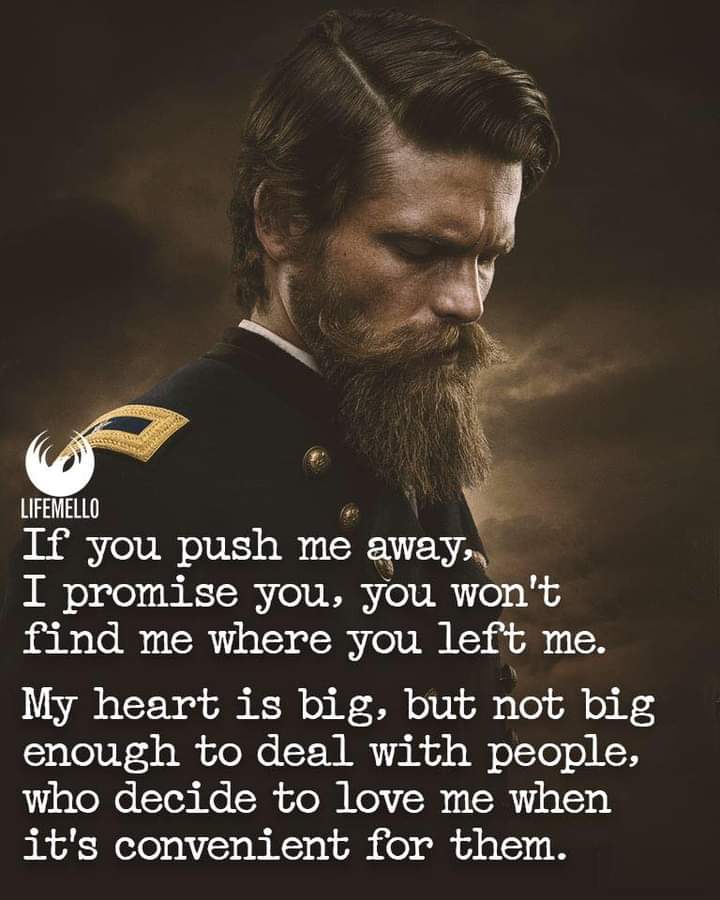 LIFEMELLO
If you push me away,
I promise you, you won't
find me where you left me.
My heart is big, but not big
enough to deal with people,
who decide to love me when
it's convenient for them.